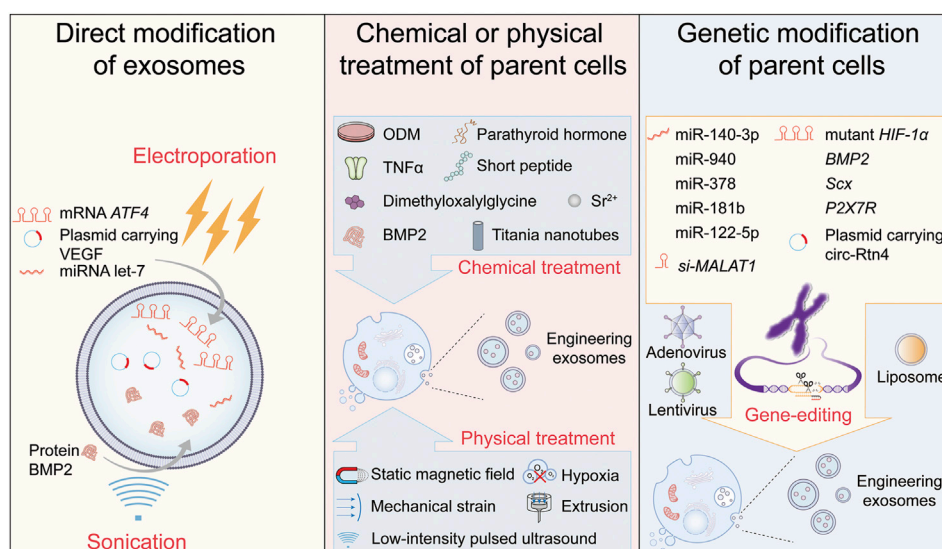 Direct modification
of exosomes
Electroporation
mRNA ATF4
Plasmid carrying
VEGF
miRNA let-7
Protein
BMP2
Sonication
Chemical or physical
treatment of parent cells
ODM
Parathyroid hormone
TNFα
Short peptide
Dimethyloxalylglycine
Sr²⁺
BMP2
Titania nanotubes
Chemical treatment
Engineering
exosomes
Physical treatment
Static magnetic field
Hypoxia
Mechanical strain
Extrusion
Low-intensity pulsed ultrasound
Genetic modification
of parent cells
miR-140-3p
mutant HIF-1α
miR-940
BMP2
miR-378
Scx
miR-181b
P2X7R
miR-122-5p
Plasmid carrying
circ-Rtn4
si-MALAT1
Adenovirus
Lentivirus
Gene-editing
Liposome
Engineering
exosomes